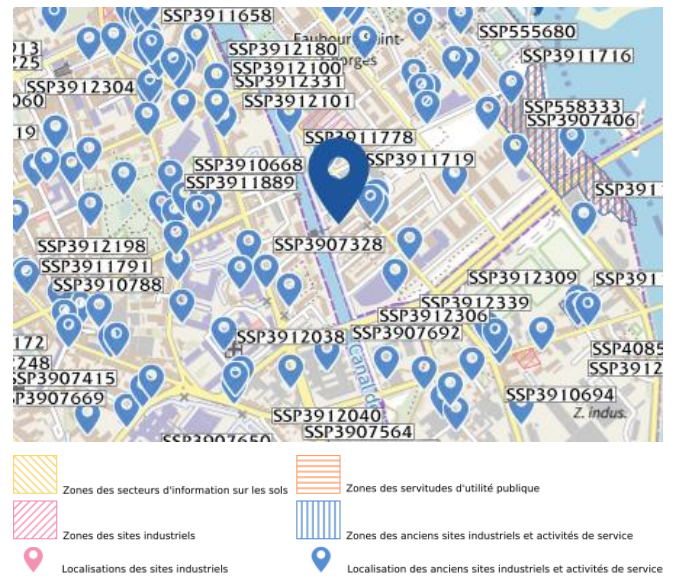 SSP3911658
SSP555680
Faubourg Saint-
Georges
SSP3912180
913
SSP3911716
225
SSP3912100
SSP3912331
SSP3912304
060
SSP3912101
SSP558333
SSP3907406
19
SSP3911778
SSP3910668
SSP3911719
SSP3911889
SSP391
SSP3907328
SSP3912198
SSP3911791
SSP3910788
SSP3912309
SSP391
SSP3912339
SSP3912306
172
SSP3912038
SSP3907692
Canal d
SSP4085
248
SSP3912
SSP3907415
SSP3907669
SSP3910694
SSP3912040
Z. indus.
SSP3907564
SSP3907650
Zones des secteurs d'information sur les sols
Zones des servitudes d'utilité publique
Zones des sites industriels
Zones des anciens sites industriels et activités de service
Localisations des sites industriels
Localisation des anciens sites industriels et activités de service